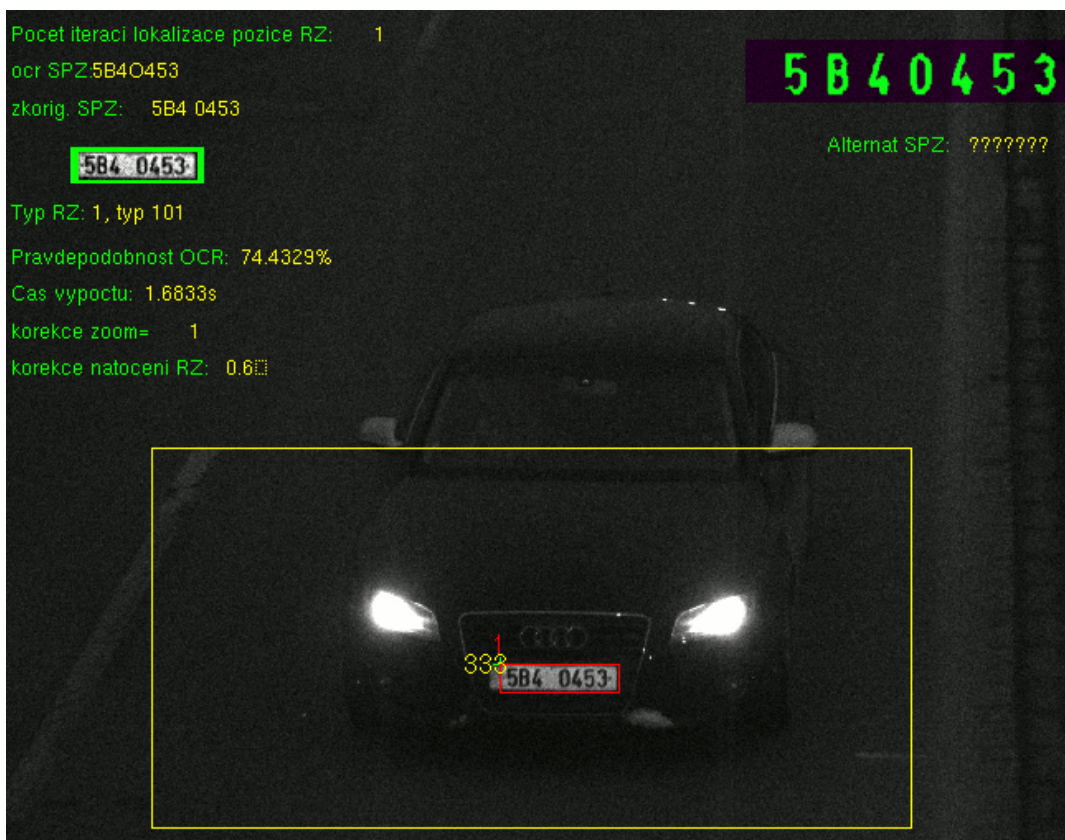 Pocet iteraci lokalizace pozice RZ: 1
ocr SPZ:5B4O453
5B40453
zkorig. SPZ: 5B4 0453
Alternat SPZ: ???????
5B4 0453
Typ RZ: 1, typ 101
Pravdepodobnost OCR: 74.4329%
Cas vypoctu: 1.6833s
korekce zoom= 1
korekce natoceni RZ: 0.6
1
333
5B4 0453